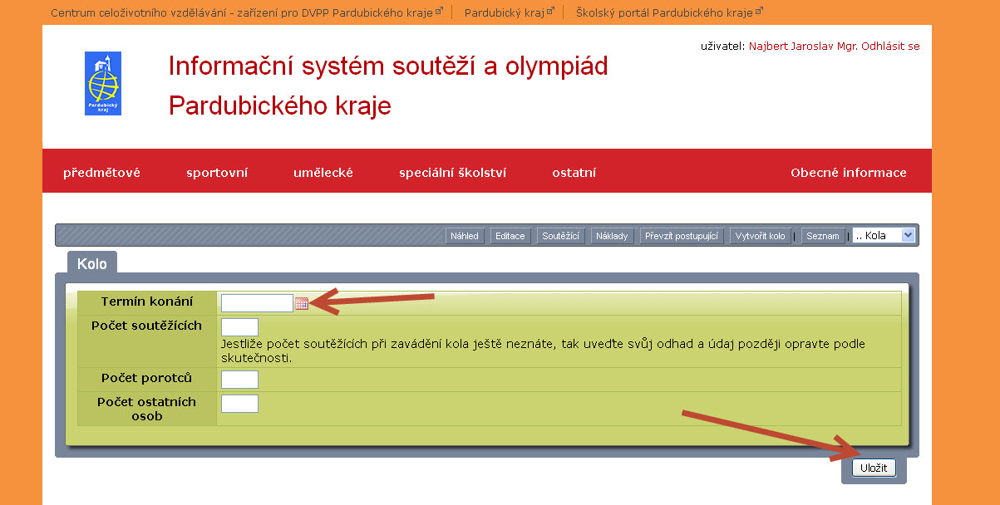 Centrum celoživotního vzdělávání - zařízení pro DVPP Pardubického kraje | Pardubický kraj | Školský portál Pardubického kraje
uživatel: Najbert Jaroslav Mgr. Odhlásit se
Pardubický
kraj
Informační systém soutěží a olympiád
Pardubického kraje
předmětové sportovní umělecké speciální školství ostatní Obecné informace
Náhled Editace Soutěžící Náklady Převzít postupující Vytvořit kolo | Seznam | .. Kola
Kolo
Termín konání
Počet soutěžících
Jestliže počet soutěžících při zavádění kola ještě neznáte, tak uveďte svůj odhad a údaj později opravte podle
skutečnosti.
Počet porotců
Počet ostatních
osob
Uložit